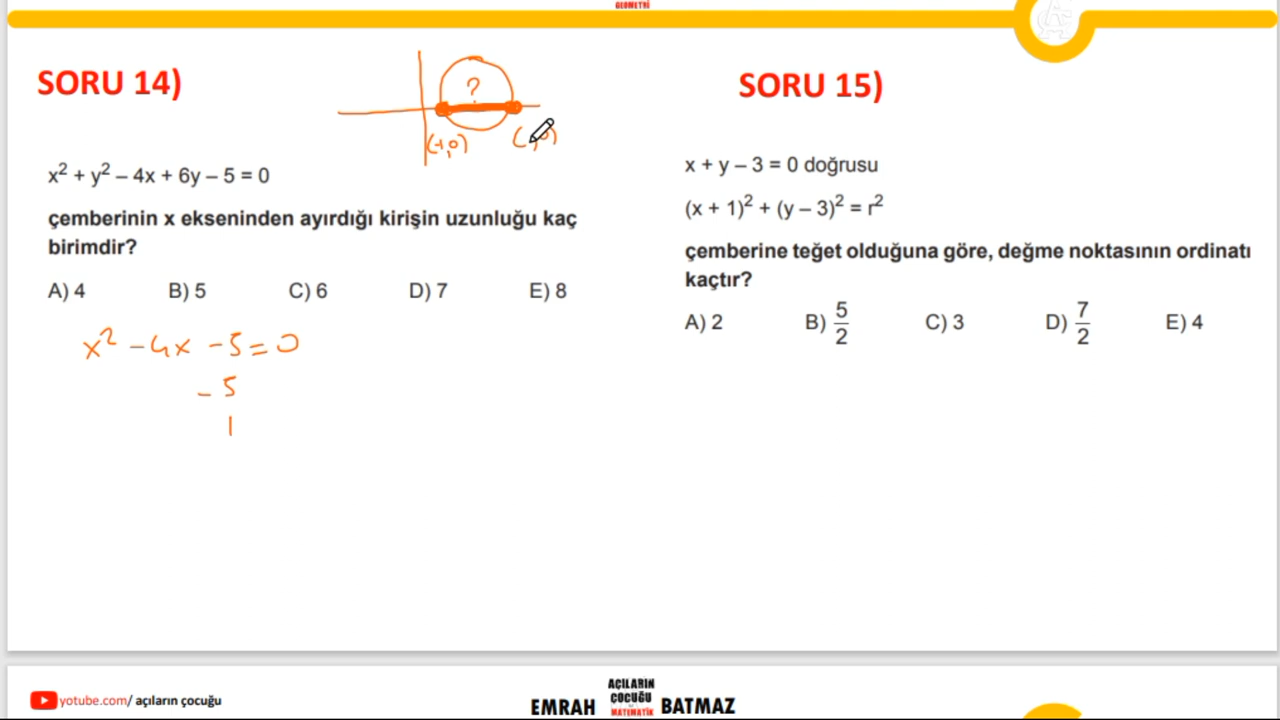 GEOMETRİ
SORU 14)
?
(-1,0)
x² + y² – 4x + 6y – 5 = 0
çemberinin x ekseninden ayırdığı kirişin uzunluğu kaç
birimdir?
A) 4 B) 5 C) 6 D) 7 E) 8
x² - 4x - 5 = 0
- 5
1
SORU 15)
x + y – 3 = 0 doğrusu
(x + 1)² + (y – 3)² = r²
çemberine teğet olduğuna göre, değme noktasının ordinatı
kaçtır?
A) 2 B) 5/2 C) 3 D) 7/2 E) 4
yotube.com/ açıların çocuğu
EMRAH AÇILARIN ÇOCUĞU MATEMATİK BATMAZ